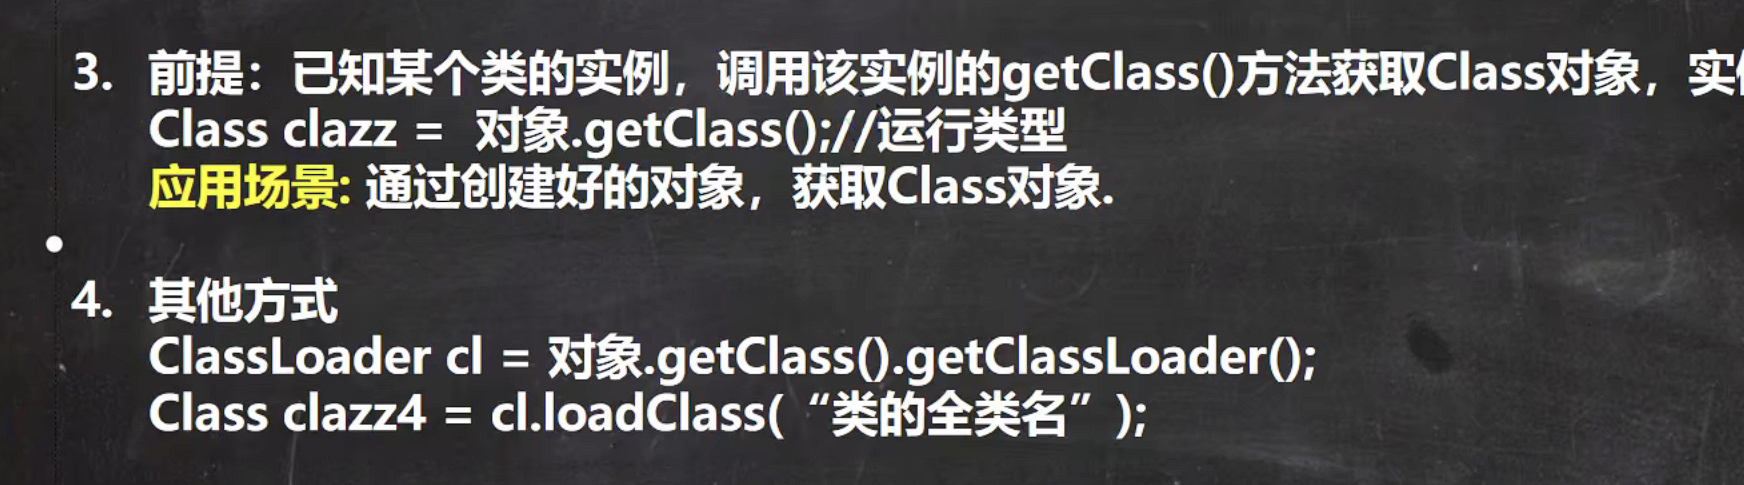 3. 前提：已知某个类的实例，调用该实例的getClass()方法获取Class对象，实
Class clazz = 对象.getClass();//运行类型
应用场景: 通过创建好的对象，获取Class对象.
4. 其他方式
ClassLoader cl = 对象.getClass().getClassLoader();
Class clazz4 = cl.loadClass(“类的全类名”);